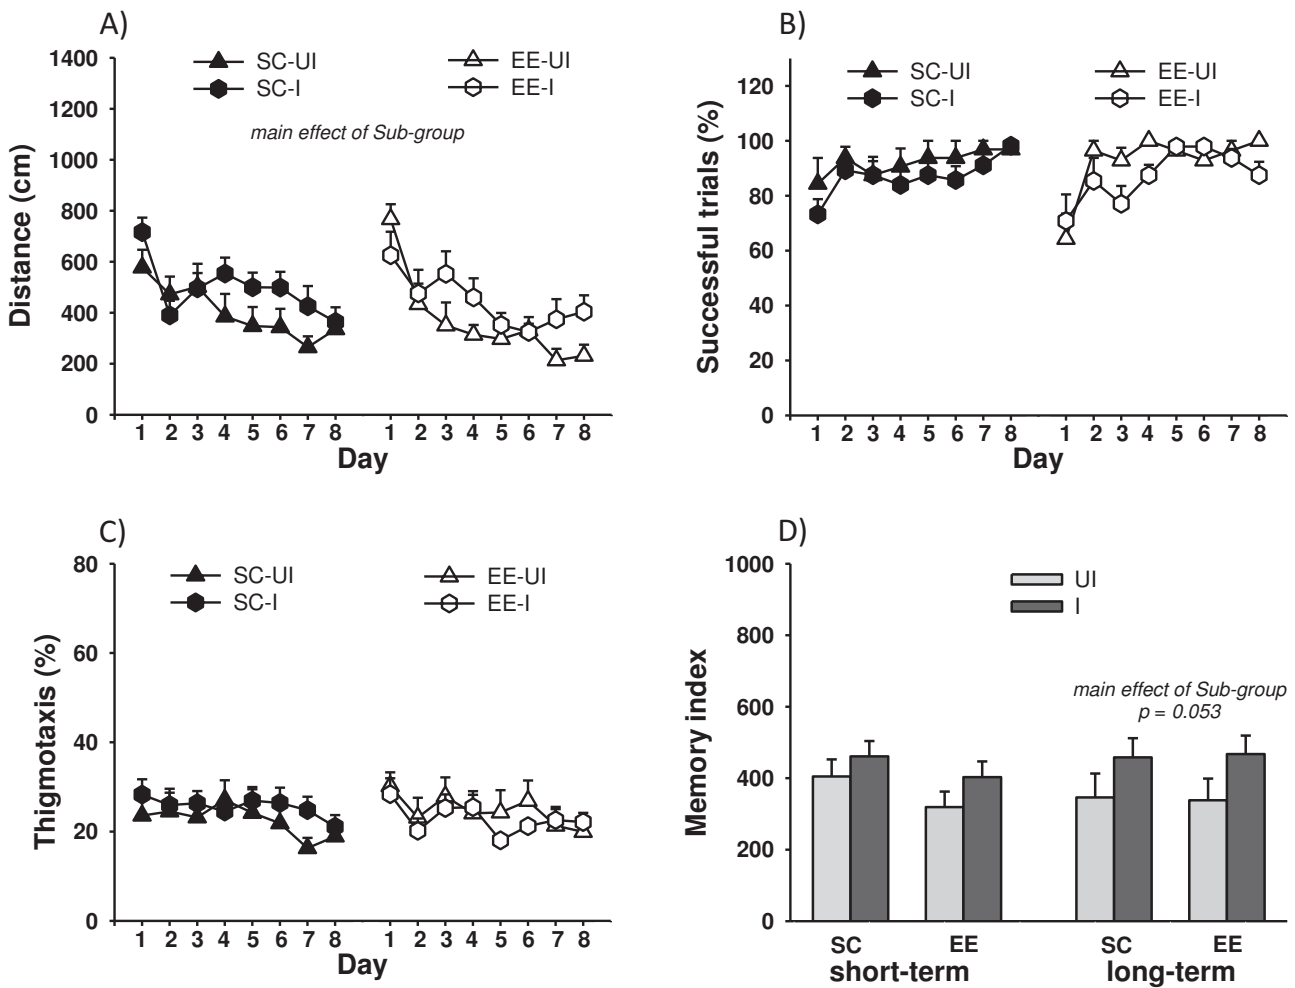 A)
1400
1200
1000
800
600
400
200
0
Distance (cm)
SC-UI
SC-I
EE-UI
EE-I
main effect of Sub-group
1 2 3 4 5 6 7 8 1 2 3 4 5 6 7 8
Day
B)
120
100
80
60
40
20
0
Successful trials (%)
SC-UI
SC-I
EE-UI
EE-I
1 2 3 4 5 6 7 8 1 2 3 4 5 6 7 8
Day
C)
80
60
40
20
0
Thigmotaxis (%)
SC-UI
SC-I
EE-UI
EE-I
1 2 3 4 5 6 7 8 1 2 3 4 5 6 7 8
Day
D)
1000
800
600
400
200
0
Memory index
UI
I
main effect of Sub-group
p = 0.053
SC EE SC EE
short-term long-term